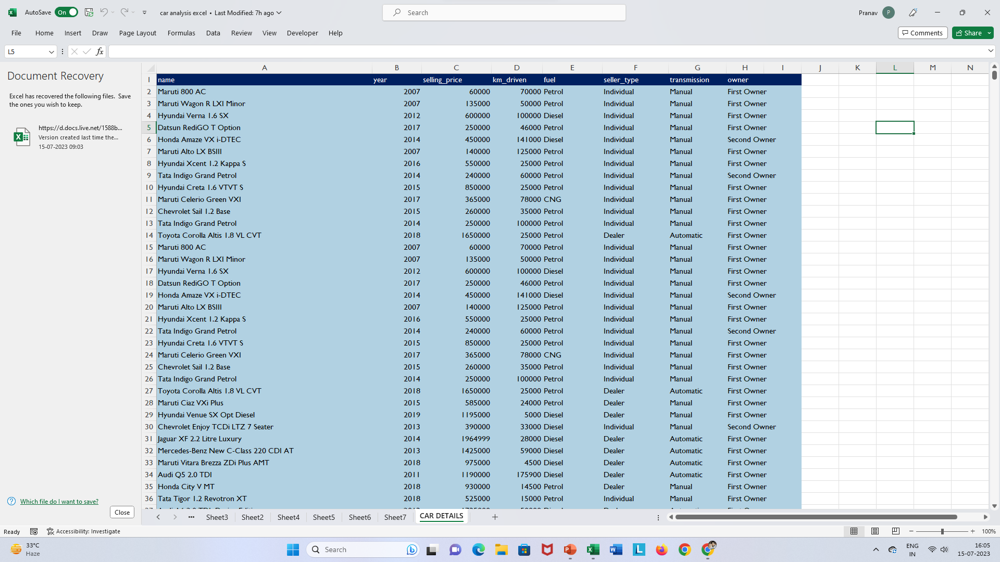 AutoSave On car analysis excel • Last Modified: 7h ago Search Pranav P
File Home Insert Draw Page Layout Formulas Data Review View Developer Help Comments Share
L5 fx
Document Recovery
Excel has recovered the following files. Save
the ones you wish to keep.
https://d.docs.live.net/1588b...
Version created last time the...
15-07-2023 09:03
Which file do I want to save?
Close
A B C D E F G H I J K L M N
1 name year selling_price km_driven fuel seller_type transmission owner
2 Maruti 800 AC 2007 60000 70000 Petrol Individual Manual First Owner
3 Maruti Wagon R LXI Minor 2007 135000 50000 Petrol Individual Manual First Owner
4 Hyundai Verna 1.6 SX 2012 600000 100000 Diesel Individual Manual First Owner
5 Datsun RediGO T Option 2017 250000 46000 Petrol Individual Manual First Owner
6 Honda Amaze VX i-DTEC 2014 450000 141000 Diesel Individual Manual Second Owner
7 Maruti Alto LX BSIII 2007 140000 125000 Petrol Individual Manual First Owner
8 Hyundai Xcent 1.2 Kappa S 2016 550000 25000 Petrol Individual Manual First Owner
9 Tata Indigo Grand Petrol 2014 240000 60000 Petrol Individual Manual Second Owner
10 Hyundai Creta 1.6 VTVT S 2015 850000 25000 Petrol Individual Manual First Owner
11 Maruti Celerio Green VXI 2017 365000 78000 CNG Individual Manual First Owner
12 Chevrolet Sail 1.2 Base 2015 260000 35000 Petrol Individual Manual First Owner
13 Tata Indigo Grand Petrol 2014 250000 100000 Petrol Individual Manual First Owner
14 Toyota Corolla Altis 1.8 VL CVT 2018 1650000 25000 Petrol Dealer Automatic First Owner
15 Maruti 800 AC 2007 60000 70000 Petrol Individual Manual First Owner
16 Maruti Wagon R LXI Minor 2007 135000 50000 Petrol Individual Manual First Owner
17 Hyundai Verna 1.6 SX 2012 600000 100000 Diesel Individual Manual First Owner
18 Datsun RediGO T Option 2017 250000 46000 Petrol Individual Manual First Owner
19 Honda Amaze VX i-DTEC 2014 450000 141000 Diesel Individual Manual Second Owner
20 Maruti Alto LX BSIII 2007 140000 125000 Petrol Individual Manual First Owner
21 Hyundai Xcent 1.2 Kappa S 2016 550000 25000 Petrol Individual Manual First Owner
22 Tata Indigo Grand Petrol 2014 240000 60000 Petrol Individual Manual Second Owner
23 Hyundai Creta 1.6 VTVT S 2015 850000 25000 Petrol Individual Manual First Owner
24 Maruti Celerio Green VXI 2017 365000 78000 CNG Individual Manual First Owner
25 Chevrolet Sail 1.2 Base 2015 260000 35000 Petrol Individual Manual First Owner
26 Tata Indigo Grand Petrol 2014 250000 100000 Petrol Individual Manual First Owner
27 Toyota Corolla Altis 1.8 VL CVT 2018 1650000 25000 Petrol Dealer Automatic First Owner
28 Maruti Ciaz VXi Plus 2015 585000 24000 Petrol Dealer Manual First Owner
29 Hyundai Venue SX Opt Diesel 2019 1195000 5000 Diesel Dealer Manual First Owner
30 Chevrolet Enjoy TCDi LTZ 7 Seater 2013 390000 33000 Diesel Individual Manual Second Owner
31 Jaguar XF 2.2 Litre Luxury 2014 1964999 28000 Diesel Dealer Automatic First Owner
32 Mercedes-Benz New C-Class 220 CDI AT 2013 1425000 59000 Diesel Dealer Automatic First Owner
33 Maruti Vitara Brezza ZDi Plus AMT 2018 975000 4500 Diesel Dealer Automatic First Owner
34 Audi Q5 2.0 TDI 2011 1190000 175900 Diesel Dealer Automatic First Owner
35 Honda City V MT 2018 930000 14500 Petrol Dealer Manual First Owner
36 Tata Tigor 1.2 Revotron XT 2018 525000 15000 Petrol Individual Manual First Owner
Sheet3 Sheet2 Sheet4 Sheet5 Sheet6 Sheet7 CAR DETAILS
Ready Accessibility: Investigate 100%
33°C
Haze
Search
ENG
IN
16:05
15-07-2023